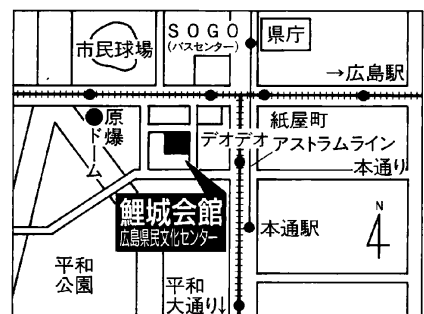 市民球場
SOGO
(バスセンター)
県庁
→広島駅
原爆ドーム
紙屋町
デオデオ
アストラムライン
本通り
鯉城会館
広島県民文化センター
本通駅
N
平和
公園
平和
大通り↓